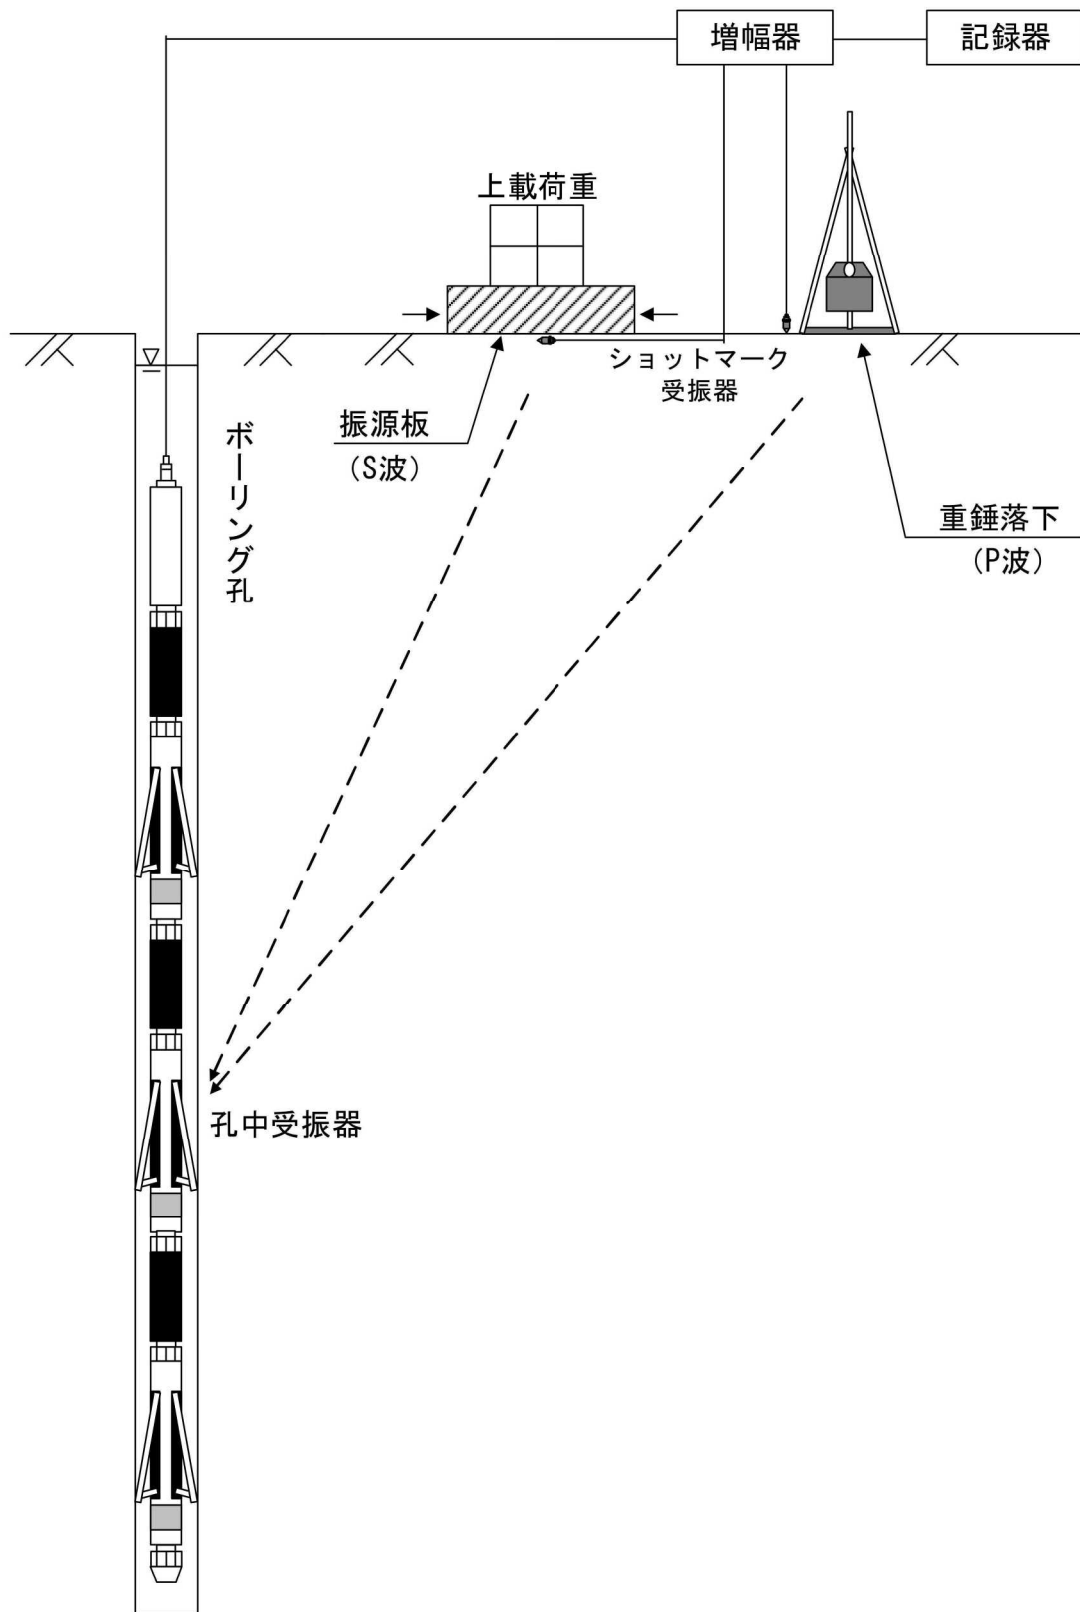 増幅器
記録器
上載荷重
ショットマーク
受振器
振源板
（S波）
ボーリング孔
重錘落下
（P波）
孔中受振器